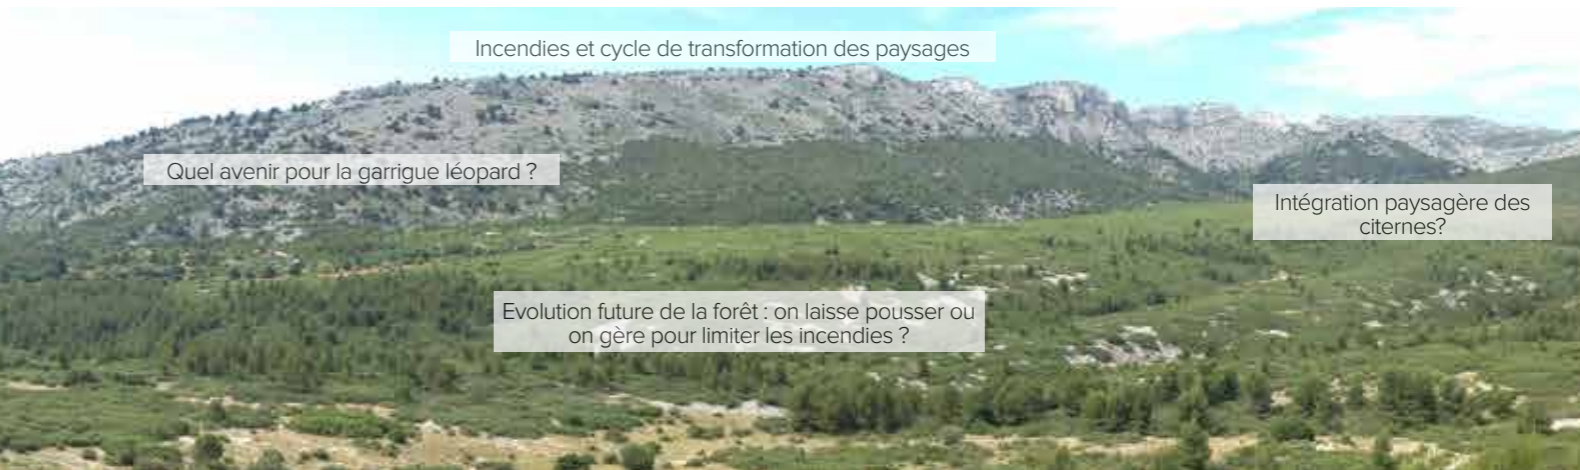 Incendies et cycle de transformation des paysages
Quel avenir pour la garrigue léopard ?
Intégration paysagère des
citernes?
Evolution future de la forêt : on laisse pousser ou
on gère pour limiter les incendies ?